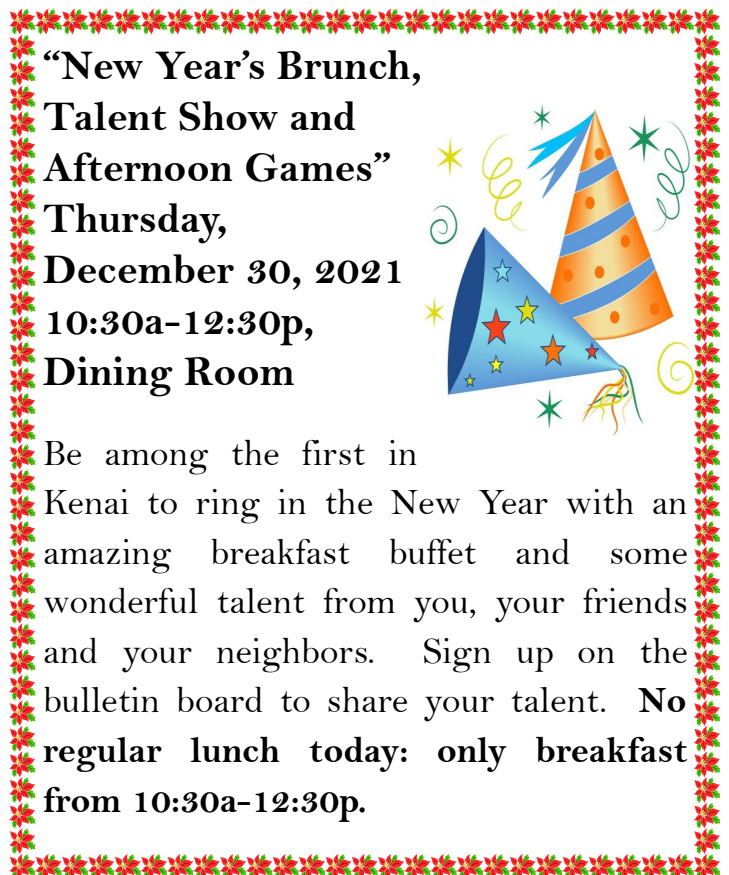 “New Year’s Brunch,
Talent Show and
Afternoon Games”
Thursday,
December 30, 2021
10:30a-12:30p,
Dining Room
Be among the first in
Kenai to ring in the New Year with an
amazing breakfast buffet and some
wonderful talent from you, your friends
and your neighbors.  Sign up on the
bulletin board to share your talent.  No
regular lunch today: only breakfast
from 10:30a-12:30p.